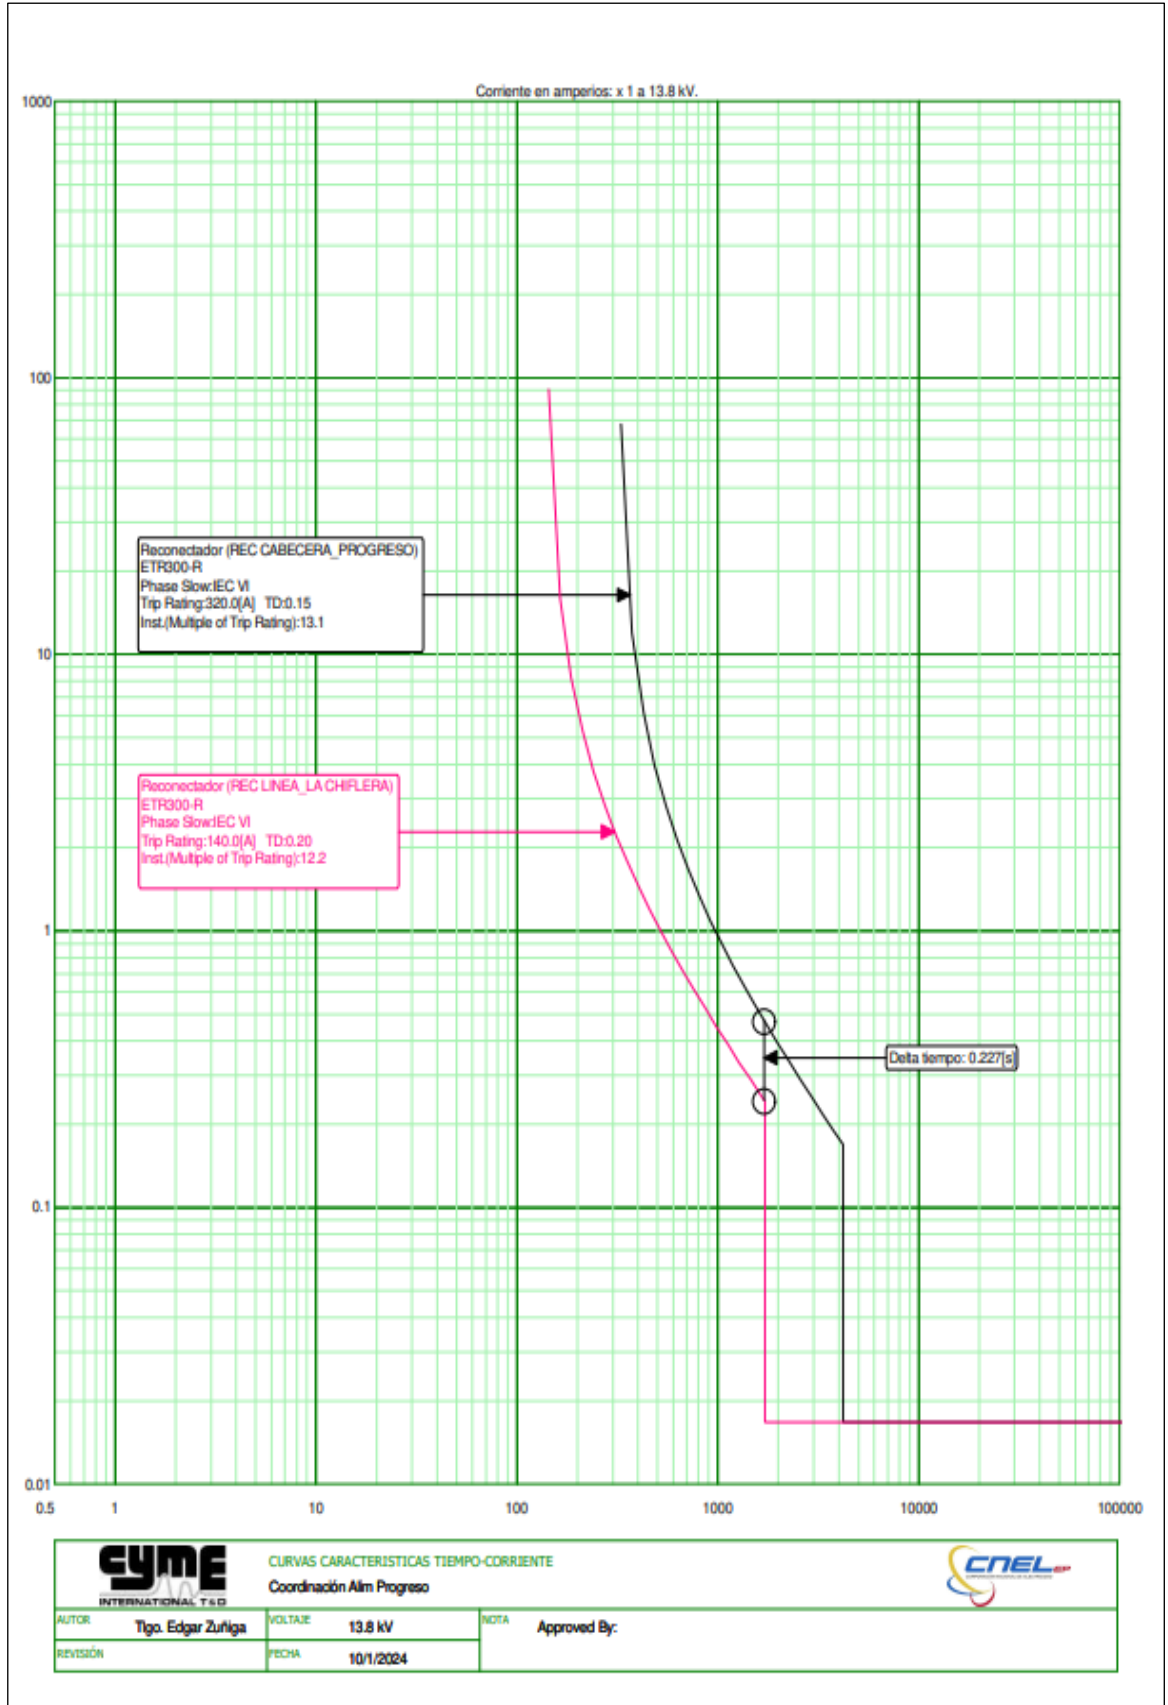 Corriente en amperios: x 1 a 13.8 kV.
1000
100
Reconectador (REC CABECERA_PROGRESO)
ETR300-R
Phase Slow:IEC VI
Trip Rating:320.0[A] TD:0.15
Inst.(Multiple of Trip Rating):13.1
10
Reconectador (REC LINEA_LA CHIFLERA)
ETR300-R
Phase Slow:IEC VI
Trip Rating:140.0[A] TD:0.20
Inst.(Multiple of Trip Rating):12.2
1
Delta tiempo: 0.227[s]
0.1
0.01
0.5 1 10 100 1000 10000 100000
CYME
INTERNATIONAL T&D
CURVAS CARACTERISTICAS TIEMPO-CORRIENTE
Coordinación Alim Progreso
CNEL EP
AUTOR Tlgo. Edgar Zuñiga VOLTAJE 13.8 kV NOTA Approved By:
REVISIÓN FECHA 10/1/2024